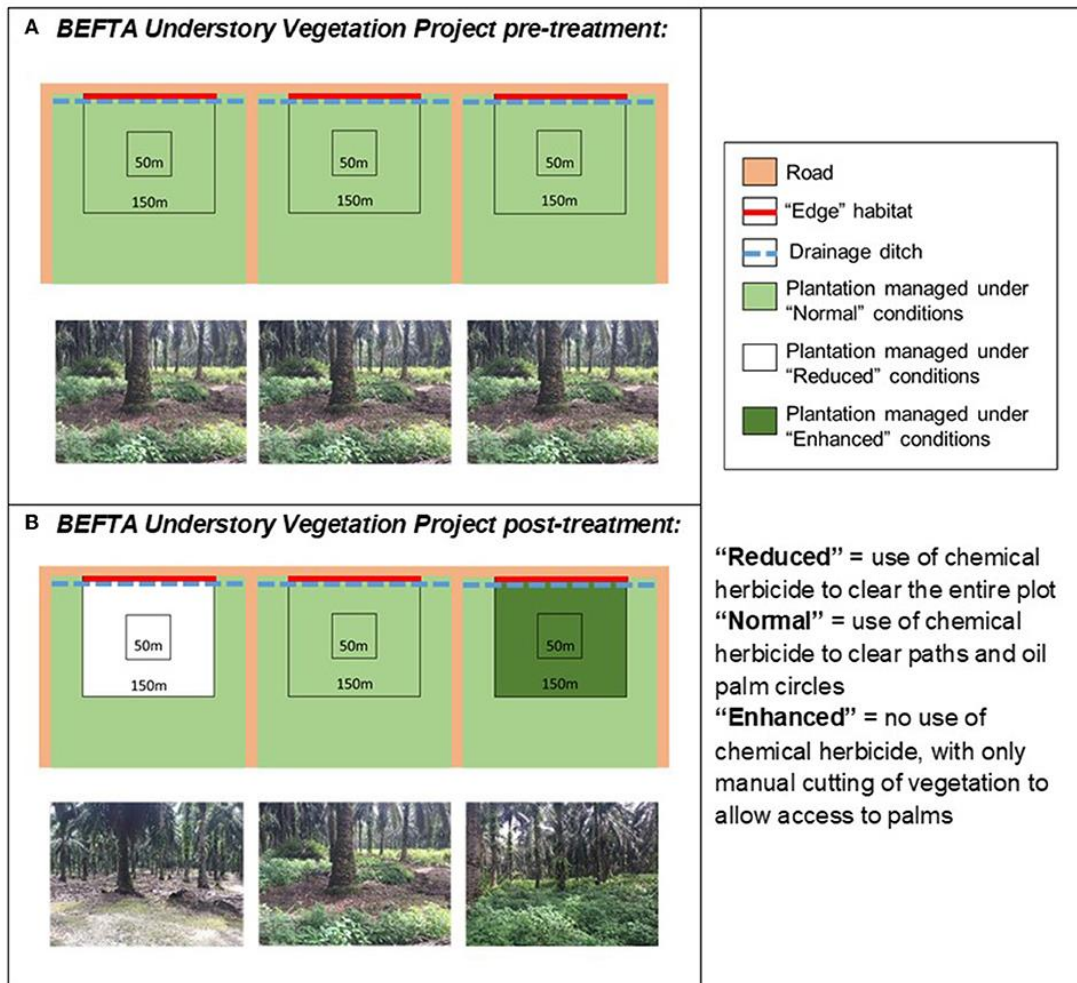 A BEFTA Understory Vegetation Project pre-treatment:
50m
150m
50m
150m
50m
150m
Road
“Edge” habitat
Drainage ditch
Plantation managed under
“Normal” conditions
Plantation managed under
“Reduced” conditions
Plantation managed under
“Enhanced” conditions
B BEFTA Understory Vegetation Project post-treatment:
50m
150m
50m
150m
50m
150m
“Reduced” = use of chemical
herbicide to clear the entire plot
“Normal” = use of chemical
herbicide to clear paths and oil
palm circles
“Enhanced” = no use of
chemical herbicide, with only
manual cutting of vegetation to
allow access to palms